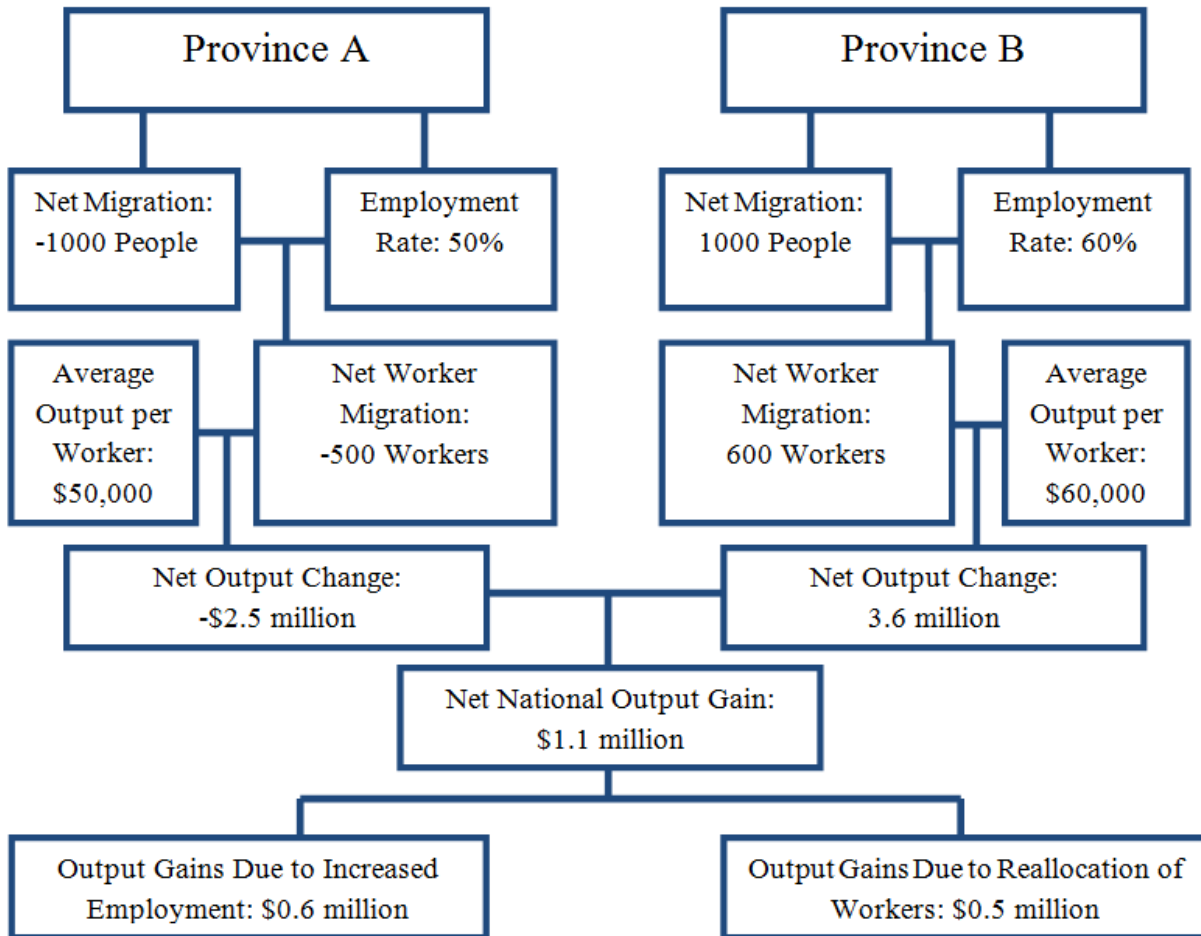 Province A
Province B
Net Migration:
-1000 People
Employment
Rate: 50%
Net Migration:
1000 People
Employment
Rate: 60%
Average
Output per
Worker:
$50,000
Net Worker
Migration:
-500 Workers
Net Worker
Migration:
600 Workers
Average
Output per
Worker:
$60,000
Net Output Change:
-$2.5 million
Net Output Change:
3.6 million
Net National Output Gain:
$1.1 million
Output Gains Due to Increased
Employment: $0.6 million
Output Gains Due to Reallocation of
Workers: $0.5 million